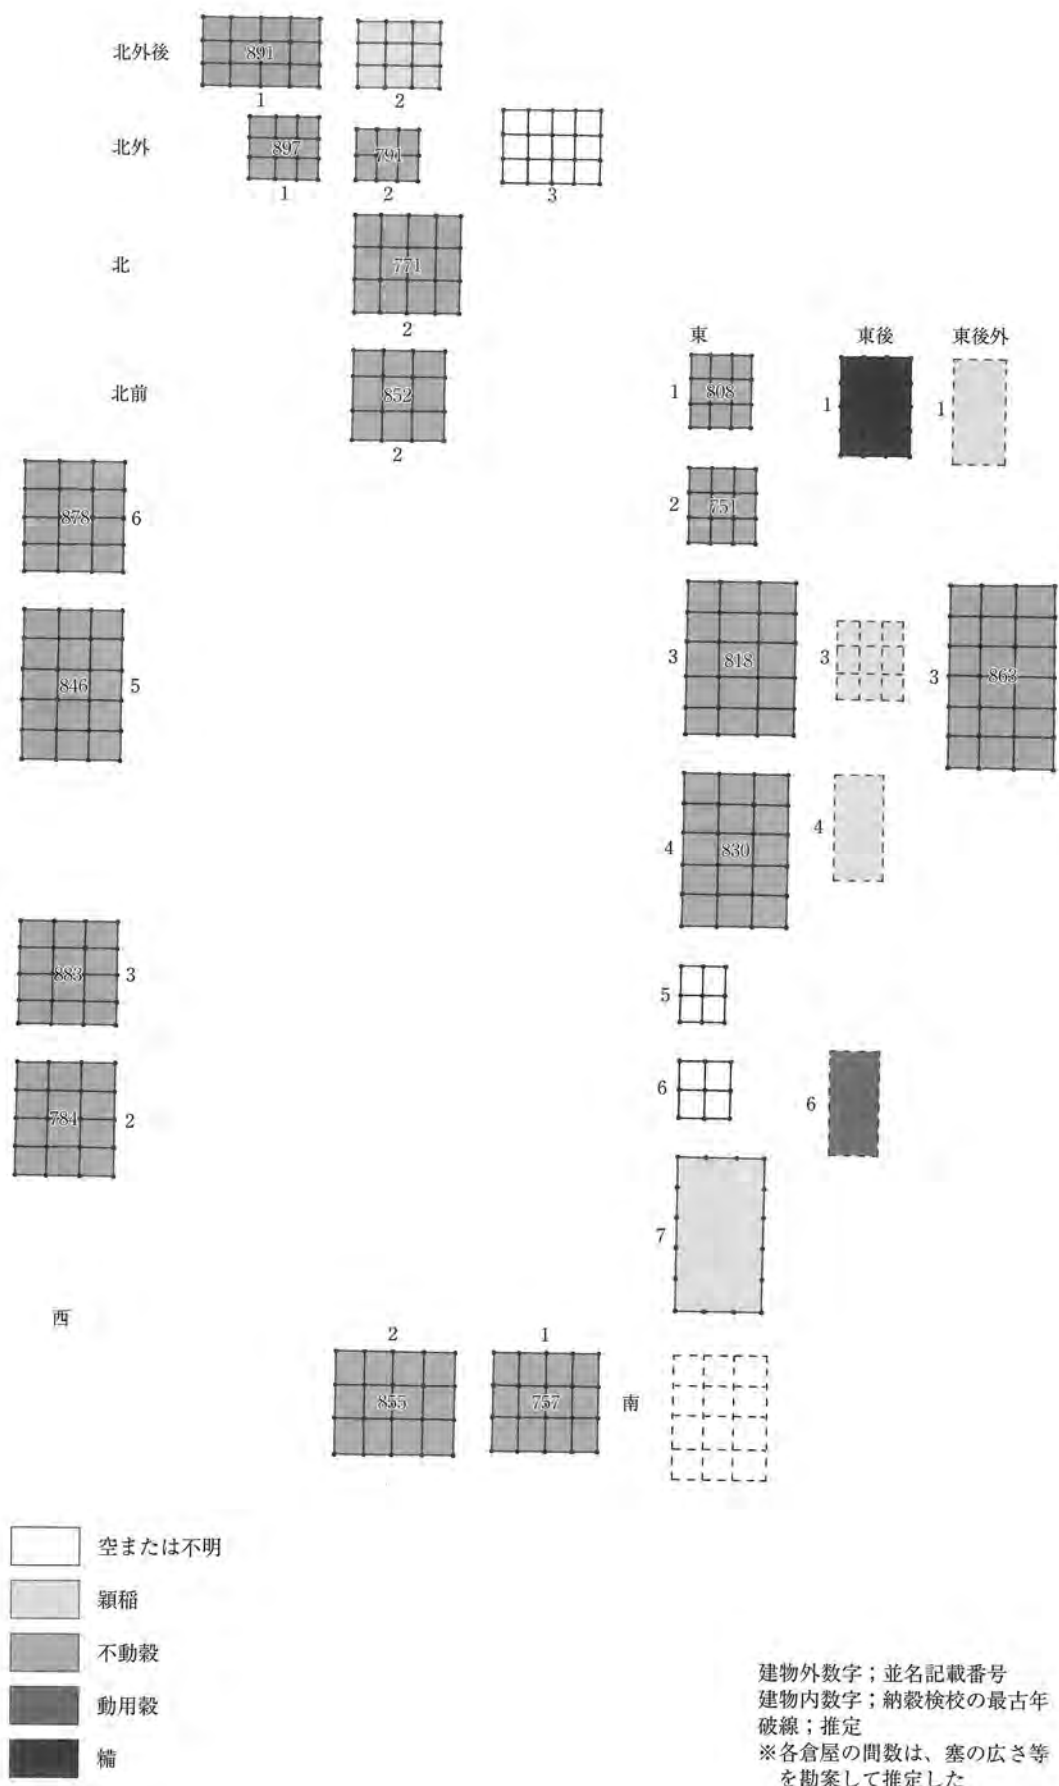 北外後
891
1
2
北外
897
1
791
2
3
北
771
2
北前
852
2
東
東後
東後外
1
808
1
1
2
751
878
6
3
818
3
3
863
846
5
4
830
4
883
3
5
6
6
784
2
7
西
2
1
855
757
南
空または不明
穎稲
不動穀
動用穀
糒
建物外数字；並名記載番号
建物内数字；納穀検校の最古年
破線；推定
※各倉屋の間数は、塞の広さ等
を勘案して推定した